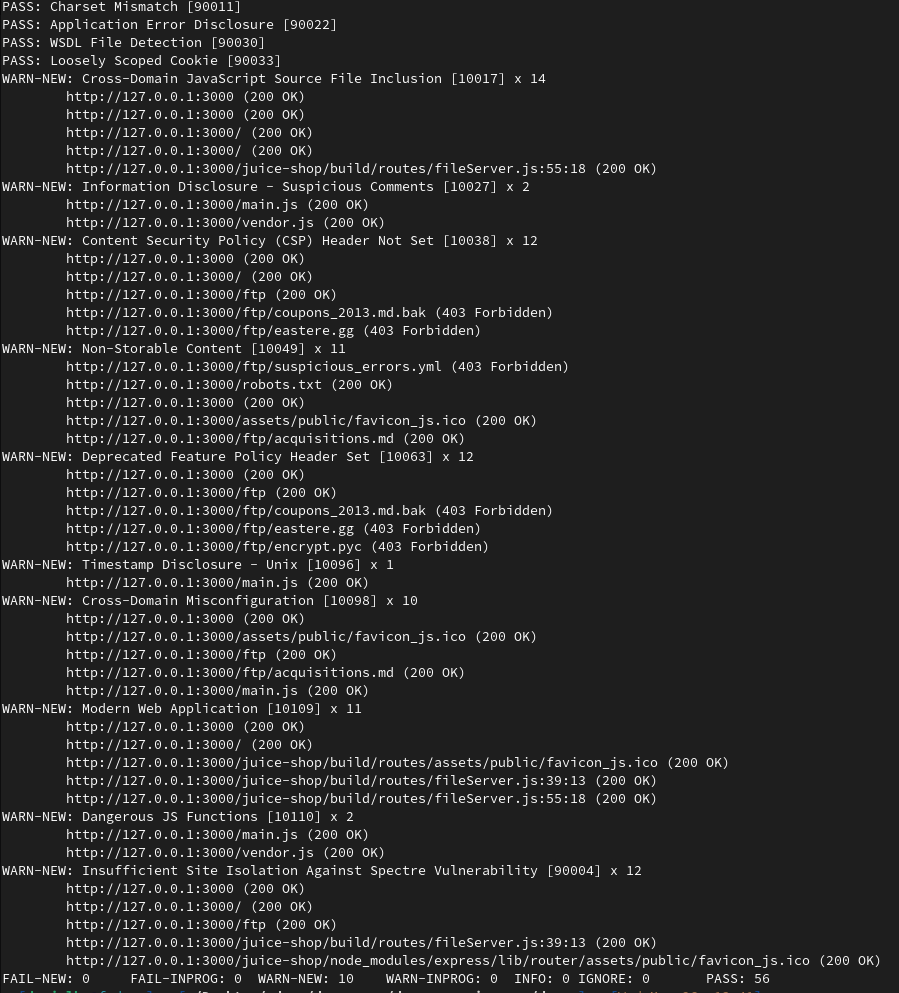 PASS: Charset Mismatch [90011]
PASS: Application Error Disclosure [90022]
PASS: WSDL File Detection [90030]
PASS: Loosely Scoped Cookie [90033]
WARN-NEW: Cross-Domain JavaScript Source File Inclusion [10017] x 14
http://127.0.0.1:3000 (200 OK)
http://127.0.0.1:3000 (200 OK)
http://127.0.0.1:3000/ (200 OK)
http://127.0.0.1:3000/ (200 OK)
http://127.0.0.1:3000/juice-shop/build/routes/fileServer.js:55:18 (200 OK)
WARN-NEW: Information Disclosure - Suspicious Comments [10027] x 2
http://127.0.0.1:3000/main.js (200 OK)
http://127.0.0.1:3000/vendor.js (200 OK)
WARN-NEW: Content Security Policy (CSP) Header Not Set [10038] x 12
http://127.0.0.1:3000 (200 OK)
http://127.0.0.1:3000/ (200 OK)
http://127.0.0.1:3000/ftp (200 OK)
http://127.0.0.1:3000/ftp/coupons_2013.md.bak (403 Forbidden)
http://127.0.0.1:3000/ftp/eastere.gg (403 Forbidden)
WARN-NEW: Non-Storable Content [10049] x 11
http://127.0.0.1:3000/ftp/suspicious_errors.yml (403 Forbidden)
http://127.0.0.1:3000/robots.txt (200 OK)
http://127.0.0.1:3000 (200 OK)
http://127.0.0.1:3000/assets/public/favicon_js.ico (200 OK)
http://127.0.0.1:3000/ftp/acquisitions.md (200 OK)
WARN-NEW: Deprecated Feature Policy Header Set [10063] x 12
http://127.0.0.1:3000 (200 OK)
http://127.0.0.1:3000/ftp (200 OK)
http://127.0.0.1:3000/ftp/coupons_2013.md.bak (403 Forbidden)
http://127.0.0.1:3000/ftp/eastere.gg (403 Forbidden)
http://127.0.0.1:3000/ftp/encrypt.pyc (403 Forbidden)
WARN-NEW: Timestamp Disclosure - Unix [10096] x 1
http://127.0.0.1:3000/main.js (200 OK)
WARN-NEW: Cross-Domain Misconfiguration [10098] x 10
http://127.0.0.1:3000 (200 OK)
http://127.0.0.1:3000/assets/public/favicon_js.ico (200 OK)
http://127.0.0.1:3000/ftp (200 OK)
http://127.0.0.1:3000/ftp/acquisitions.md (200 OK)
http://127.0.0.1:3000/main.js (200 OK)
WARN-NEW: Modern Web Application [10109] x 11
http://127.0.0.1:3000 (200 OK)
http://127.0.0.1:3000/ (200 OK)
http://127.0.0.1:3000/juice-shop/build/routes/assets/public/favicon_js.ico (200 OK)
http://127.0.0.1:3000/juice-shop/build/routes/fileServer.js:39:13 (200 OK)
http://127.0.0.1:3000/juice-shop/build/routes/fileServer.js:55:18 (200 OK)
WARN-NEW: Dangerous JS Functions [10110] x 2
http://127.0.0.1:3000/main.js (200 OK)
http://127.0.0.1:3000/vendor.js (200 OK)
WARN-NEW: Insufficient Site Isolation Against Spectre Vulnerability [90004] x 12
http://127.0.0.1:3000 (200 OK)
http://127.0.0.1:3000/ (200 OK)
http://127.0.0.1:3000/ftp (200 OK)
http://127.0.0.1:3000/juice-shop/build/routes/fileServer.js:39:13 (200 OK)
http://127.0.0.1:3000/juice-shop/node_modules/express/lib/router/assets/public/favicon_js.ico (200 OK)
FAIL-NEW: 0 FAIL-INPROG: 0 WARN-NEW: 10 WARN-INPROG: 0 INFO: 0 IGNORE: 0 PASS: 56